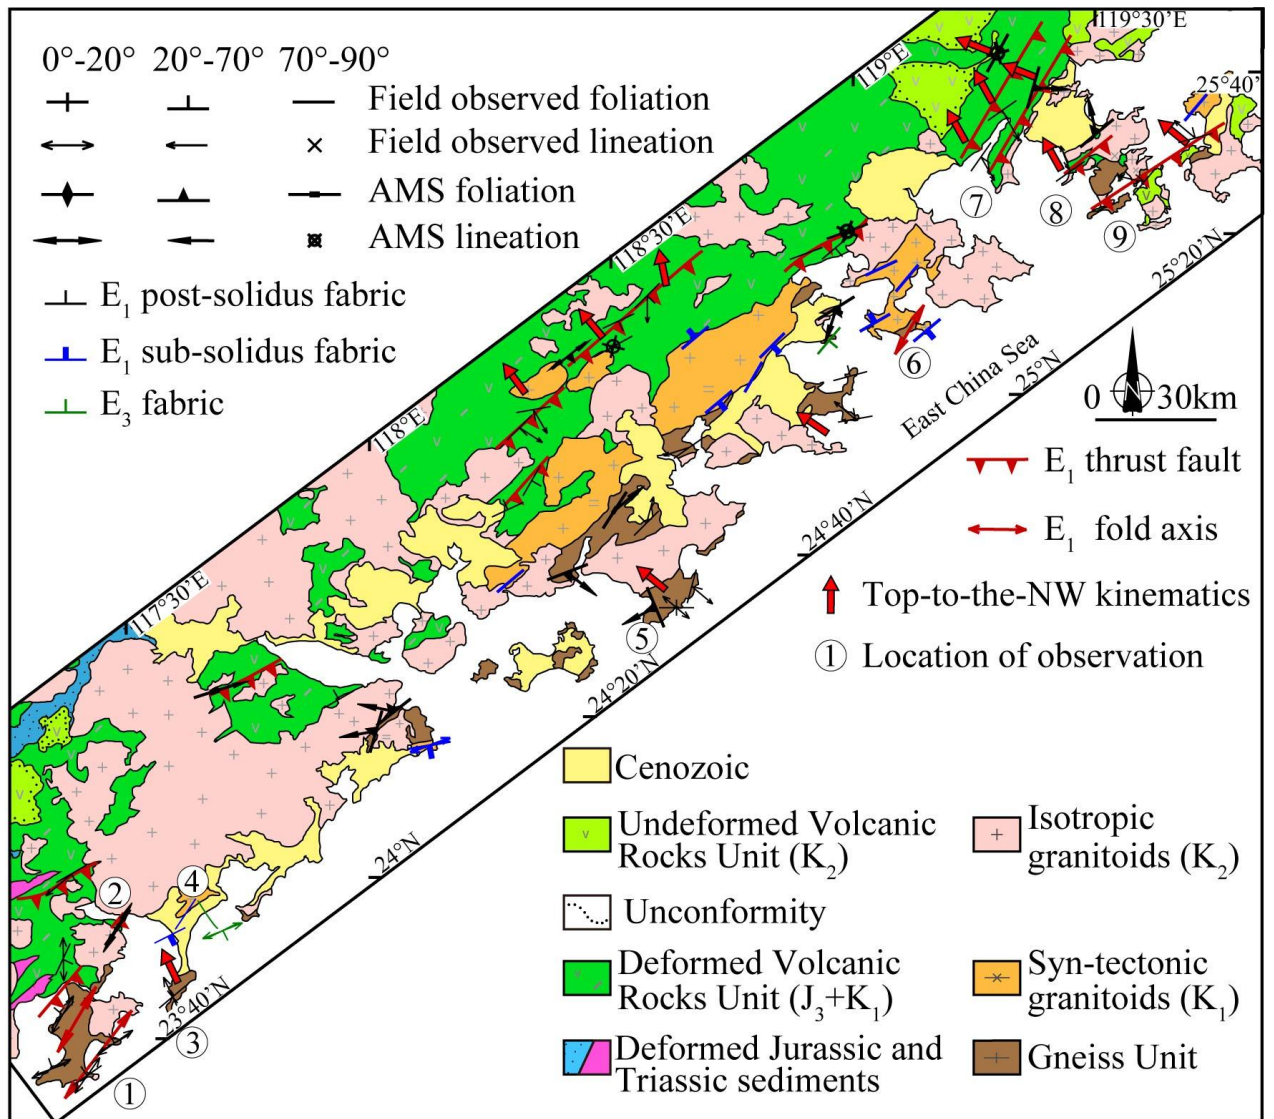 0°-20° 20°-70° 70°-90°
Field observed foliation
Field observed lineation
AMS foliation
AMS lineation
E₁ post-solidus fabric
E₁ sub-solidus fabric
E₃ fabric
119°30'E
119°E
25°40'
118°30'E
118°E
117°30'E
25°20'N
25°N
24°40'N
24°20'N
24°N
23°40'N
East China Sea
⑦
⑧
⑨
⑥
⑤
②
④
③
①
0 30km
E₁ thrust fault
E₁ fold axis
Top-to-the-NW kinematics
① Location of observation
Cenozoic
Undeformed Volcanic
Rocks Unit (K₂)
Isotropic
granitoids (K₂)
Unconformity
Deformed Volcanic
Rocks Unit (J₃+K₁)
Syn-tectonic
granitoids (K₁)
Deformed Jurassic and
Triassic sediments
Gneiss Unit